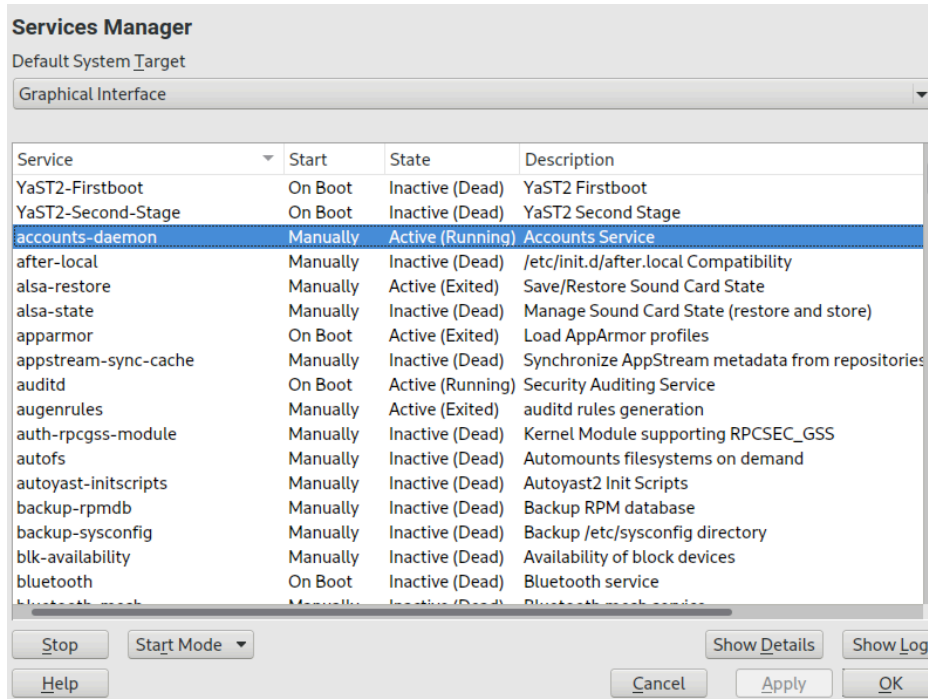 Services Manager
Default System Target
Graphical Interface
Service Start State Description
YaST2-Firstboot On Boot Inactive (Dead) YaST2 Firstboot
YaST2-Second-Stage On Boot Inactive (Dead) YaST2 Second Stage
accounts-daemon Manually Active (Running) Accounts Service
after-local Manually Inactive (Dead) /etc/init.d/after.local Compatibility
alsa-restore Manually Active (Exited) Save/Restore Sound Card State
alsa-state Manually Inactive (Dead) Manage Sound Card State (restore and store)
apparmor On Boot Active (Exited) Load AppArmor profiles
appstream-sync-cache Manually Inactive (Dead) Synchronize AppStream metadata from repositories
auditd On Boot Active (Running) Security Auditing Service
augenrules Manually Active (Exited) auditd rules generation
auth-rpcgss-module Manually Inactive (Dead) Kernel Module supporting RPCSEC_GSS
autofs Manually Inactive (Dead) Automounts filesystems on demand
autoyast-initscripts Manually Inactive (Dead) Autoyast2 Init Scripts
backup-rpmdb Manually Inactive (Dead) Backup RPM database
backup-sysconfig Manually Inactive (Dead) Backup /etc/sysconfig directory
blk-availability Manually Inactive (Dead) Availability of block devices
bluetooth On Boot Inactive (Dead) Bluetooth service
Stop Start Mode Show Details Show Log
Help Cancel Apply OK